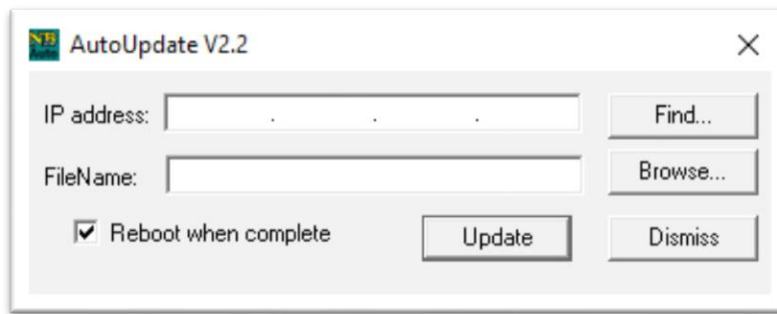 NB
Auto
AutoUpdate V2.2
IP address: . . .
Find...
FileName:
Browse...
Reboot when complete
Update
Dismiss